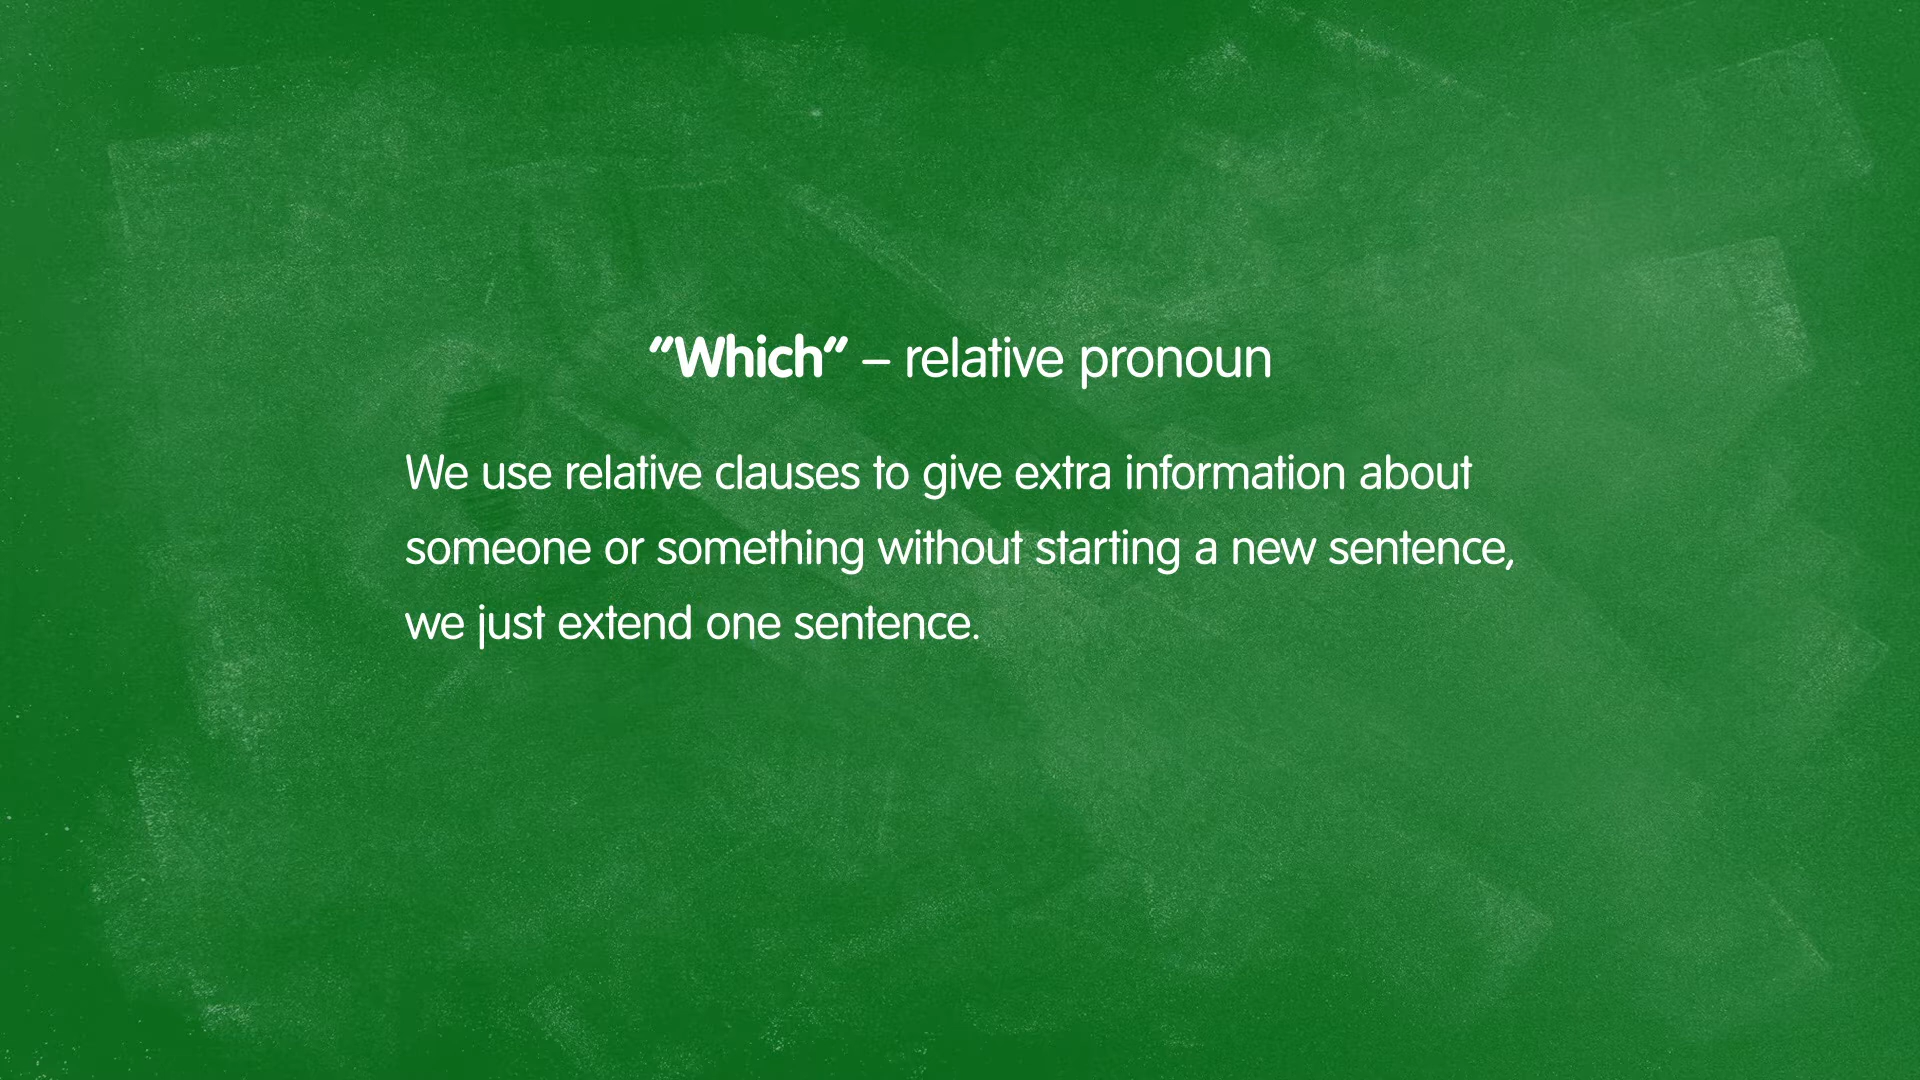 “Which” – relative pronoun
We use relative clauses to give extra information about
someone or something without starting a new sentence,
we just extend one sentence.